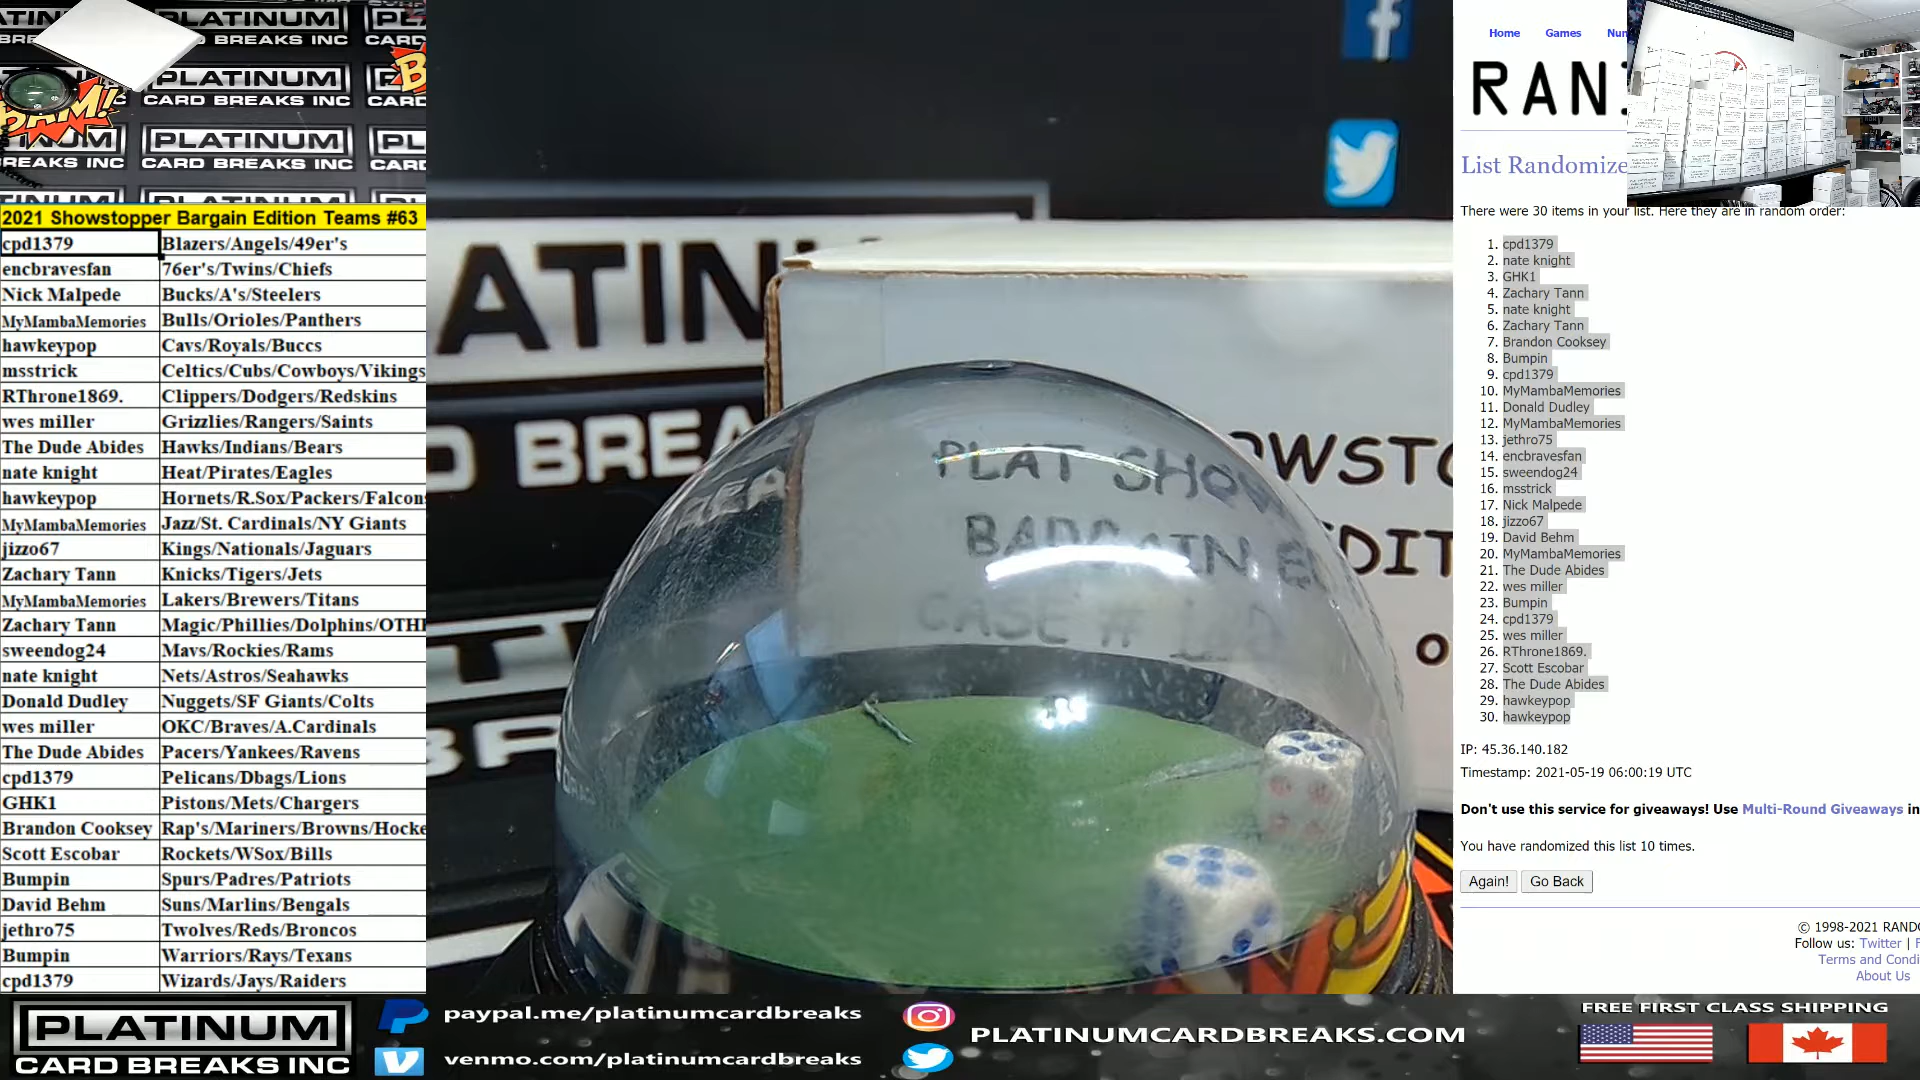 PLATINUM
CARD BREAKS INC
BAM!
2021 Showstopper Bargain Edition Teams #63
cpd1379 Blazers/Angels/49er's
encbravesfan 76er's/Twins/Chiefs
Nick Malpede Bucks/A's/Steelers
MyMambaMemories Bulls/Orioles/Panthers
hawkeypop Cavs/Royals/Buccs
msstrick Celtics/Cubs/Cowboys/Vikings
RThrone1869. Clippers/Dodgers/Redskins
wes miller Grizzlies/Rangers/Saints
The Dude Abides Hawks/Indians/Bears
nate knight Heat/Pirates/Eagles
hawkeypop Hornets/R.Sox/Packers/Falcons
MyMambaMemories Jazz/St. Cardinals/NY Giants
jizzo67 Kings/Nationals/Jaguars
Zachary Tann Knicks/Tigers/Jets
MyMambaMemories Lakers/Brewers/Titans
Zachary Tann Magic/Phillies/Dolphins/OTH
sweendog24 Mavs/Rockies/Rams
nate knight Nets/Astros/Seahawks
Donald Dudley Nuggets/SF Giants/Colts
wes miller OKC/Braves/A.Cardinals
The Dude Abides Pacers/Yankees/Ravens
cpd1379 Pelicans/Dbags/Lions
GHK1 Pistons/Mets/Chargers
Brandon Cooksey Rap's/Mariners/Browns/Hocke
Scott Escobar Rockets/WSox/Bills
Bumpin Spurs/Padres/Patriots
David Behm Suns/Marlins/Bengals
jethro75 Twolves/Reds/Broncos
Bumpin Warriors/Rays/Texans
cpd1379 Wizards/Jays/Raiders
ATIN
D BREA
PLAT SHOWSTO
BARGAIN EDIT
CASE #
Home Games Nu
RAN
List Randomize
There were 30 items in your list. Here they are in random order:
1. cpd1379
2. nate knight
3. GHK1
4. Zachary Tann
5. nate knight
6. Zachary Tann
7. Brandon Cooksey
8. Bumpin
9. cpd1379
10. MyMambaMemories
11. Donald Dudley
12. MyMambaMemories
13. jethro75
14. encbravesfan
15. sweendog24
16. msstrick
17. Nick Malpede
18. jizzo67
19. David Behm
20. MyMambaMemories
21. The Dude Abides
22. wes miller
23. Bumpin
24. cpd1379
25. wes miller
26. RThrone1869.
27. Scott Escobar
28. The Dude Abides
29. hawkeypop
30. hawkeypop
IP: 45.36.140.182
Timestamp: 2021-05-19 06:00:19 UTC
Don't use this service for giveaways! Use Multi-Round Giveaways in
You have randomized this list 10 times.
Again! Go Back
© 1998-2021 RANDO
Follow us: Twitter | F
Terms and Condi
About Us
PLATINUM
CARD BREAKS INC
paypal.me/platinumcardbreaks
venmo.com/platinumcardbreaks
PLATINUMCARDBREAKS.COM
FREE FIRST CLASS SHIPPING